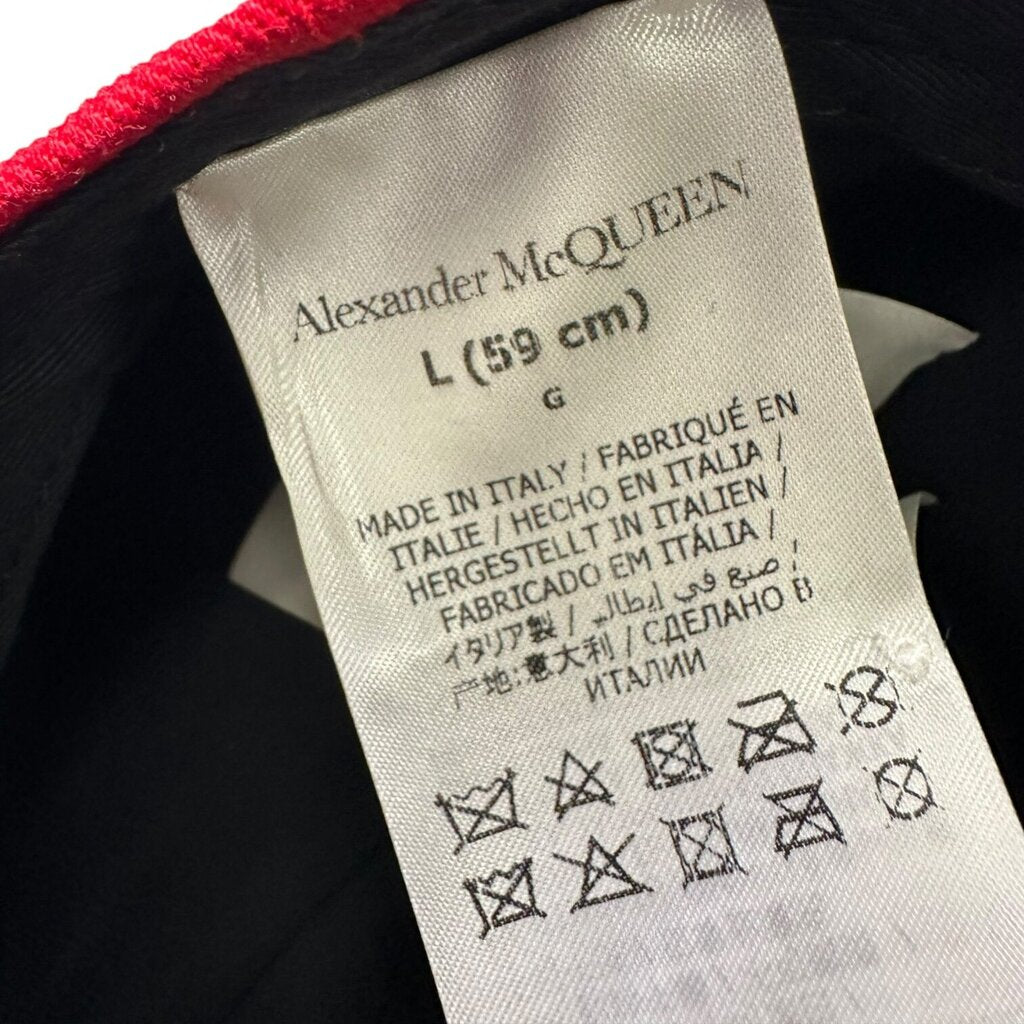 Alexander McQUEEN
L (59 cm)
G
MADE IN ITALY / FABRIQUÉ EN
ITALIE / HECHO EN ITALIA /
HERGESTELLT IN ITALIEN /
FABRICADO EM ITÁLIA /
イタリア製 / صنع في إيطاليا /
产地:意大利 / СДЕЛАНО В
ИТАЛИИ